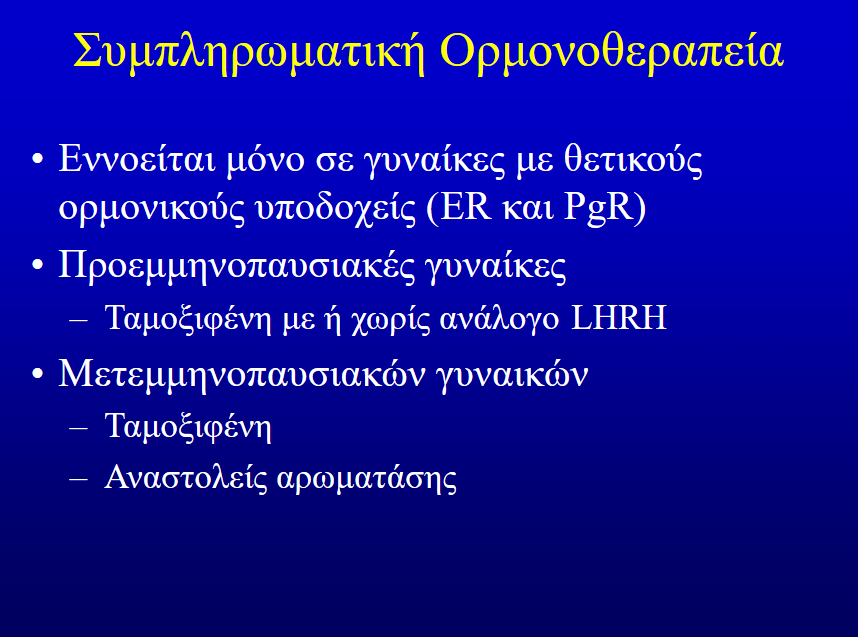 Συμπληρωματική Ορμονοθεραπεία
• Εννοείται μόνο σε γυναίκες με θετικούς
ορμονικούς υποδοχείς (ER και PgR)
• Προεμμηνοπαυσιακές γυναίκες
– Ταμοξιφένη με ή χωρίς ανάλογο LHRH
• Μετεμμηνοπαυσιακών γυναικών
– Ταμοξιφένη
– Αναστολείς αρωματάσης